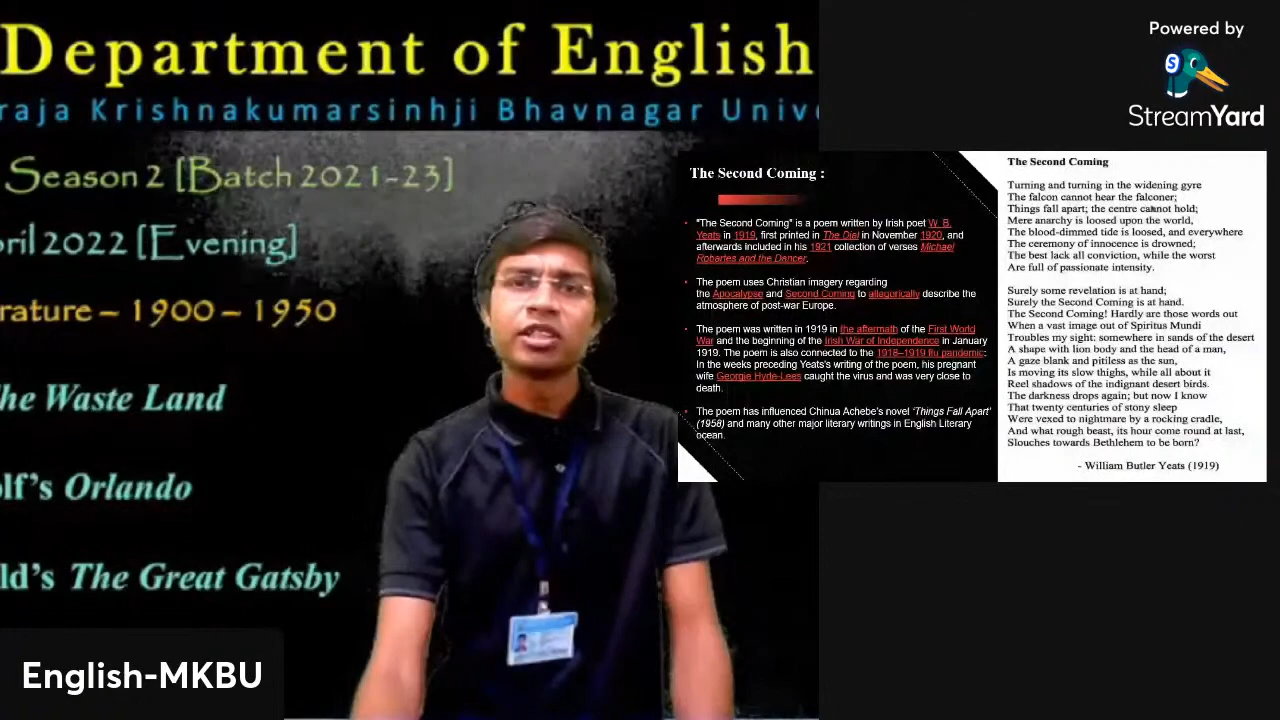 Department of English
raja Krishnakumarsinhji Bhavnagar Unive
Season 2 [Batch 2021-23]
pril 2022 [Evening]
rature – 1900 – 1950
he Waste Land
lf's Orlando
ld's The Great Gatsby
English-MKBU
Powered by
StreamYard
The Second Coming :
• "The Second Coming" is a poem written by Irish poet W. B.
Yeats in 1919, first printed in The Dial in November 1920, and
afterwards included in his 1921 collection of verses Michael
Robartes and the Dancer.
• The poem uses Christian imagery regarding
the Apocalypse and Second Coming to allegorically describe the
atmosphere of post-war Europe.
• The poem was written in 1919 in the aftermath of the First World
War and the beginning of the Irish War of Independence in January
1919. The poem is also connected to the 1918–1919 flu pandemic:
In the weeks preceding Yeats's writing of the poem, his pregnant
wife Georgie Hyde-Lees caught the virus and was very close to
death.
• The poem has influenced Chinua Achebe's novel 'Things Fall Apart'
(1958) and many other major literary writings in English Literary
ocean.
The Second Coming
Turning and turning in the widening gyre
The falcon cannot hear the falconer;
Things fall apart; the centre cannot hold;
Mere anarchy is loosed upon the world,
The blood-dimmed tide is loosed, and everywhere
The ceremony of innocence is drowned;
The best lack all conviction, while the worst
Are full of passionate intensity.
Surely some revelation is at hand;
Surely the Second Coming is at hand.
The Second Coming! Hardly are those words out
When a vast image out of Spiritus Mundi
Troubles my sight: somewhere in sands of the desert
A shape with lion body and the head of a man,
A gaze blank and pitiless as the sun,
Is moving its slow thighs, while all about it
Reel shadows of the indignant desert birds.
The darkness drops again; but now I know
That twenty centuries of stony sleep
Were vexed to nightmare by a rocking cradle,
And what rough beast, its hour come round at last,
Slouches towards Bethlehem to be born?
- William Butler Yeats (1919)